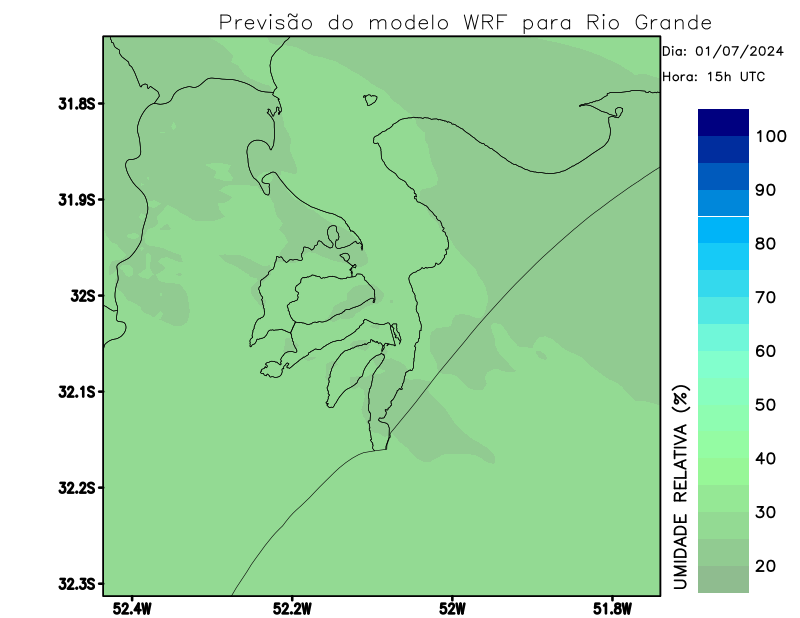 Previsão do modelo WRF para Rio Grande
Dia: 01/07/2024
Hora: 15h UTC
31.8S
31.9S
32S
32.1S
32.2S
32.3S
52.4W
52.2W
52W
51.8W
100
90
80
70
60
50
40
30
20
UMIDADE RELATIVA (%)